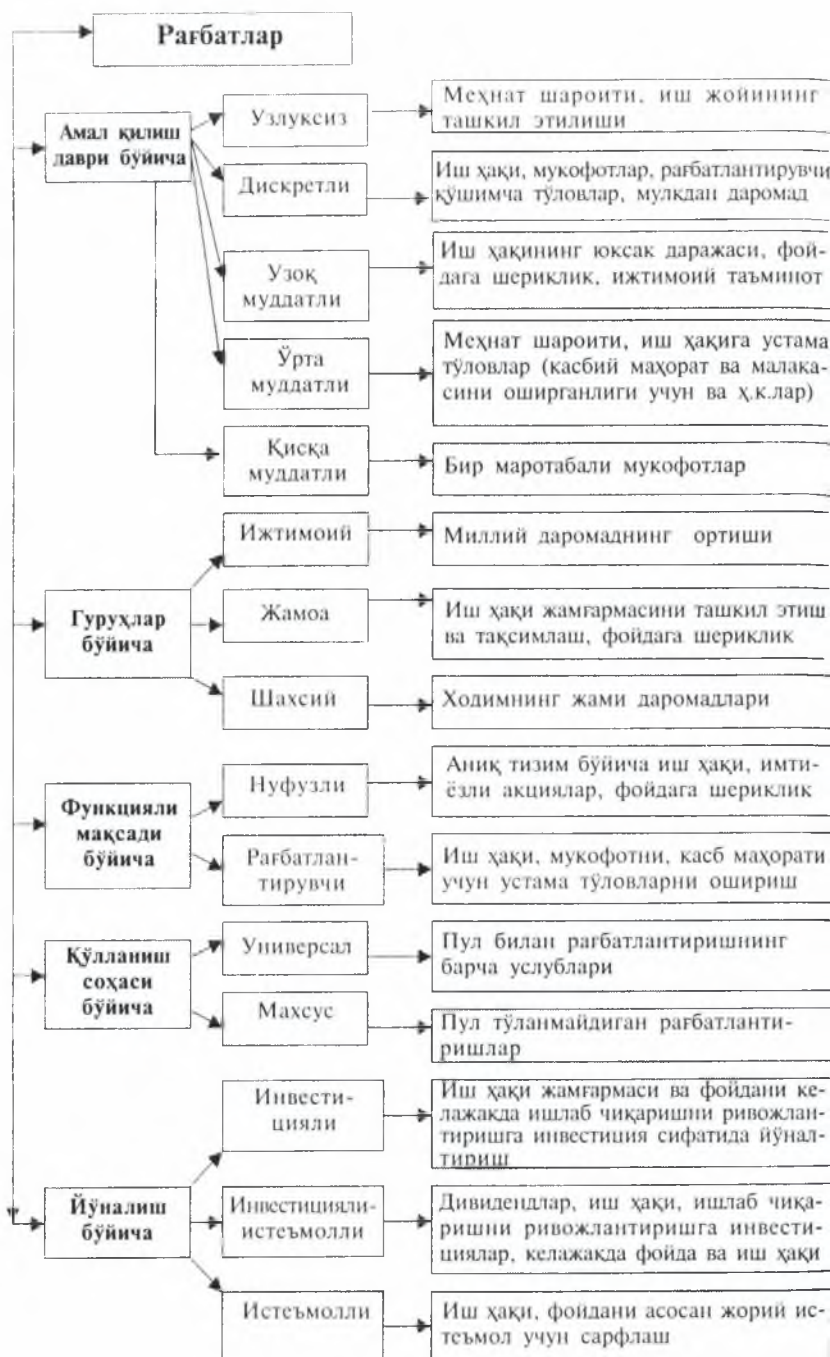 Рағбатлар
Амал қилиш
даври бўйича
Узлуксиз
Меҳнат шароити, иш жойининг
ташкил этилиши
Дискретли
Иш ҳақи, мукофотлар, рағбатлантирувчи
қўшимча тўловлар, мулкдан даромад
Узоқ
муддатли
Иш ҳақининг юксак даражаси, фой-
дага шериклик, ижтимоий таъминот
Ўрта
муддатли
Меҳнат шароити, иш ҳақига устама
тўловлар (касбий маҳорат ва малака-
сини оширганлиги учун ва ҳ.к.лар)
Қисқа
муддатли
Бир маротабали мукофотлар
Гуруҳлар
бўйича
Ижтимоий
Миллий даромаднинг ортиши
Жамоа
Иш ҳақи жамғармасини ташкил этиш
ва тақсимлаш, фойдага шериклик
Шахсий
Ходимнинг жами даромадлари
Функцияли
мақсади
бўйича
Нуфузли
Аниқ тизим бўйича иш ҳақи, имти-
ёзли акциялар, фойдага шериклик
Рағбатлан-
тирувчи
Иш ҳақи, мукофотни, касб маҳорати
учун устама тўловларни ошириш
Қўлланиш
соҳаси
бўйича
Универсал
Пул билан рағбатлантиришнинг
барча услублари
Махсус
Пул тўланмайдиган рағбатланти-
ришлар
Йўналиш
бўйича
Инвести-
цияли
Иш ҳақи жамғармаси ва фойдани ке-
лажакда ишлаб чиқаришни ривожлан-
тиришга инвестиция сифатида йўнал-
тириш
Инвестицияли-
истеъмолли
Дивидендлар, иш ҳақи, ишлаб чиқа-
ришни ривожлантиришга инвести-
циялар, келажакда фойда ва иш ҳақи
Истеъмолли
Иш ҳақи, фойдани асосан жорий ис-
теъмол учун сарфлаш